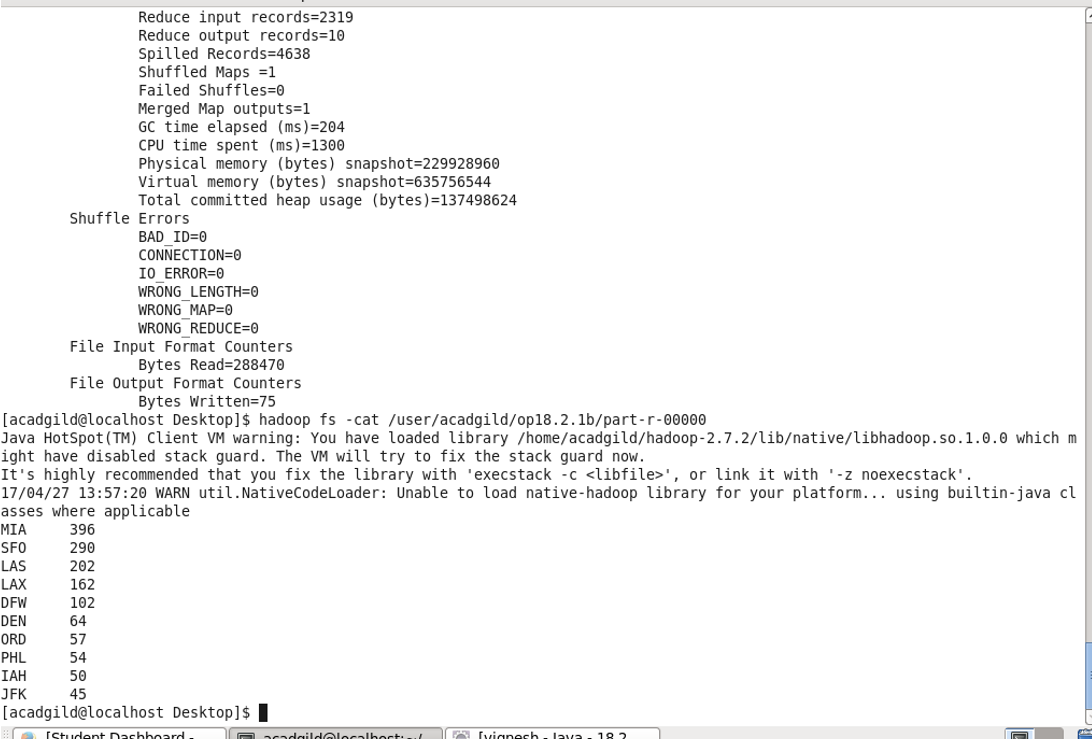 Reduce input records=2319
Reduce output records=10
Spilled Records=4638
Shuffled Maps =1
Failed Shuffles=0
Merged Map outputs=1
GC time elapsed (ms)=204
CPU time spent (ms)=1300
Physical memory (bytes) snapshot=229928960
Virtual memory (bytes) snapshot=635756544
Total committed heap usage (bytes)=137498624
Shuffle Errors
BAD_ID=0
CONNECTION=0
IO_ERROR=0
WRONG_LENGTH=0
WRONG_MAP=0
WRONG_REDUCE=0
File Input Format Counters
Bytes Read=288470
File Output Format Counters
Bytes Written=75
[acadgild@localhost Desktop]$ hadoop fs -cat /user/acadgild/op18.2.1b/part-r-00000
Java HotSpot(TM) Client VM warning: You have loaded library /home/acadgild/hadoop-2.7.2/lib/native/libhadoop.so.1.0.0 which m
ight have disabled stack guard. The VM will try to fix the stack guard now.
It's highly recommended that you fix the library with 'execstack -c <libfile>', or link it with '-z noexecstack'.
17/04/27 13:57:20 WARN util.NativeCodeLoader: Unable to load native-hadoop library for your platform... using builtin-java cl
asses where applicable
MIA 396
SFO 290
LAS 202
LAX 162
DFW 102
DEN 64
ORD 57
PHL 54
IAH 50
JFK 45
[acadgild@localhost Desktop]$
[Student Dashboard - acadgild@localhost:~/ [vignesh - Java - 18.2